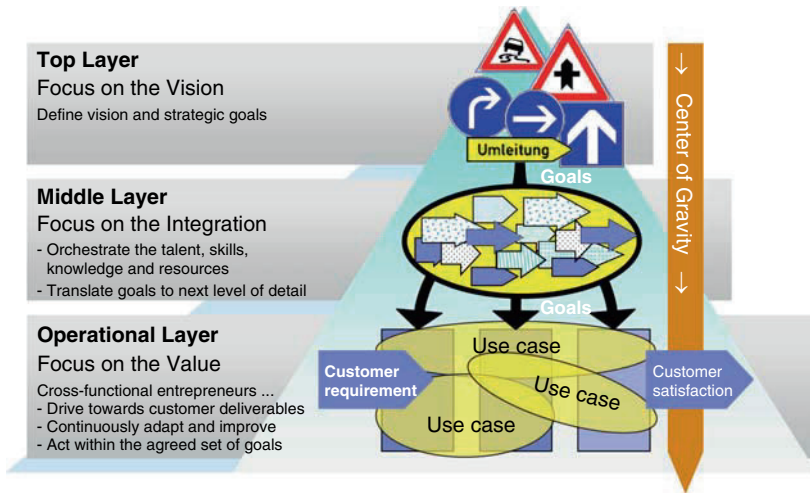 Top Layer
Focus on the Vision
Define vision and strategic goals
Umleitung
Goals
Middle Layer
Focus on the Integration
- Orchestrate the talent, skills,
knowledge and resources
- Translate goals to next level of detail
Goals
Operational Layer
Focus on the Value
Cross-functional entrepreneurs ...
- Drive towards customer deliverables
- Continuously adapt and improve
- Act within the agreed set of goals
Customer
requirement
Use case
Use case
Use case
Customer
satisfaction
→ Center of Gravity →